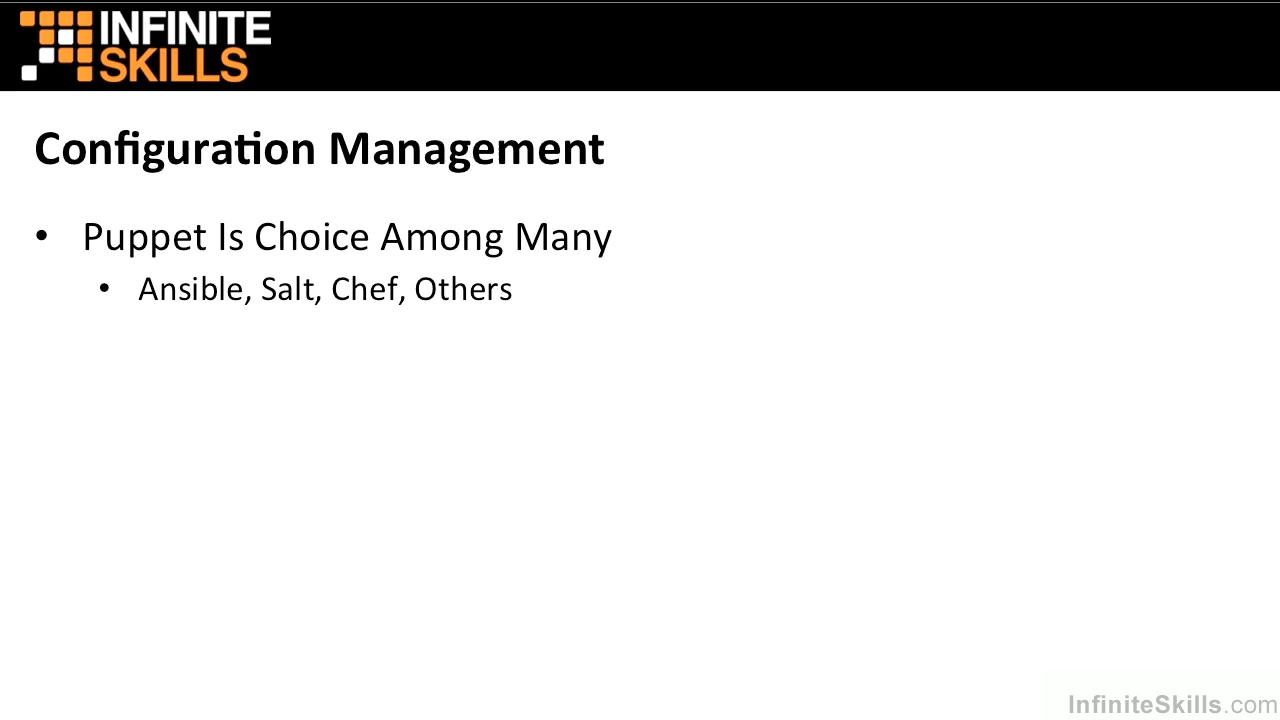 INFINITE
SKILLS
Configuration Management
• Puppet Is Choice Among Many
• Ansible, Salt, Chef, Others
InfiniteSkills.com